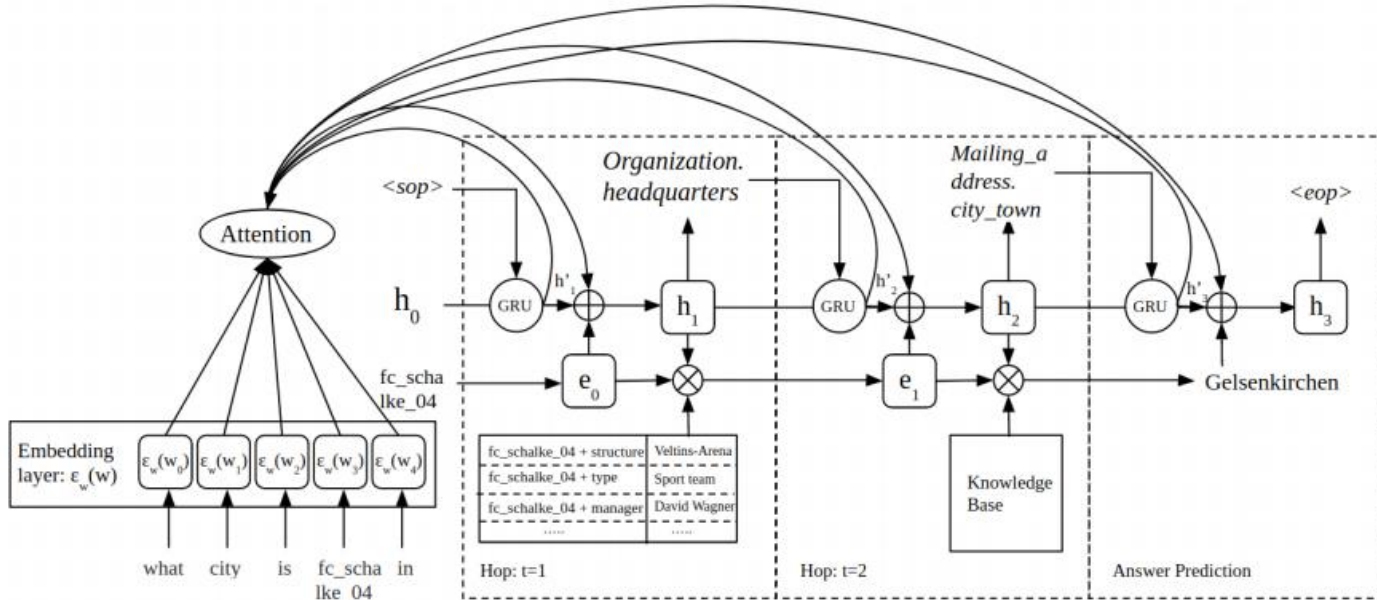 Organization.
headquarters
Mailing_a
ddress.
city_town
<sop>
<eop>
Attention
h0
GRU
h'1
h1
GRU
h'2
h2
GRU
h'3
h3
fc_scha
lke_04
e0
e1
Gelsenkirchen
Embedding
layer: εw(w)
εw(w0)
εw(w1)
εw(w2)
εw(w3)
εw(w4)
fc_schalke_04 + structure Veltins-Arena
fc_schalke_04 + type Sport team
fc_schalke_04 + manager David Wagner
..... .....
Knowledge
Base
what city is fc_scha in
lke_04
Hop: t=1
Hop: t=2
Answer Prediction